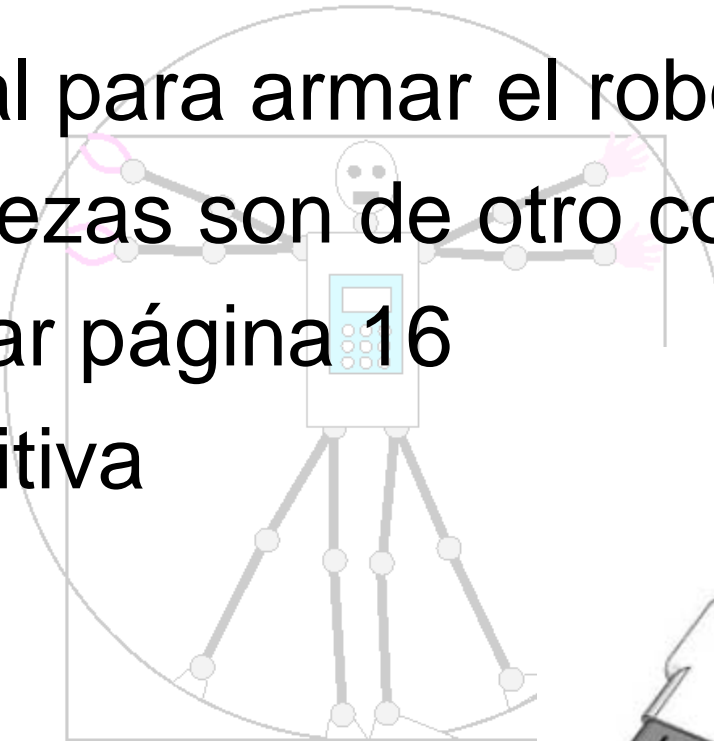 al para armar el rob
ezas son de otro co
ar página 16
itiva